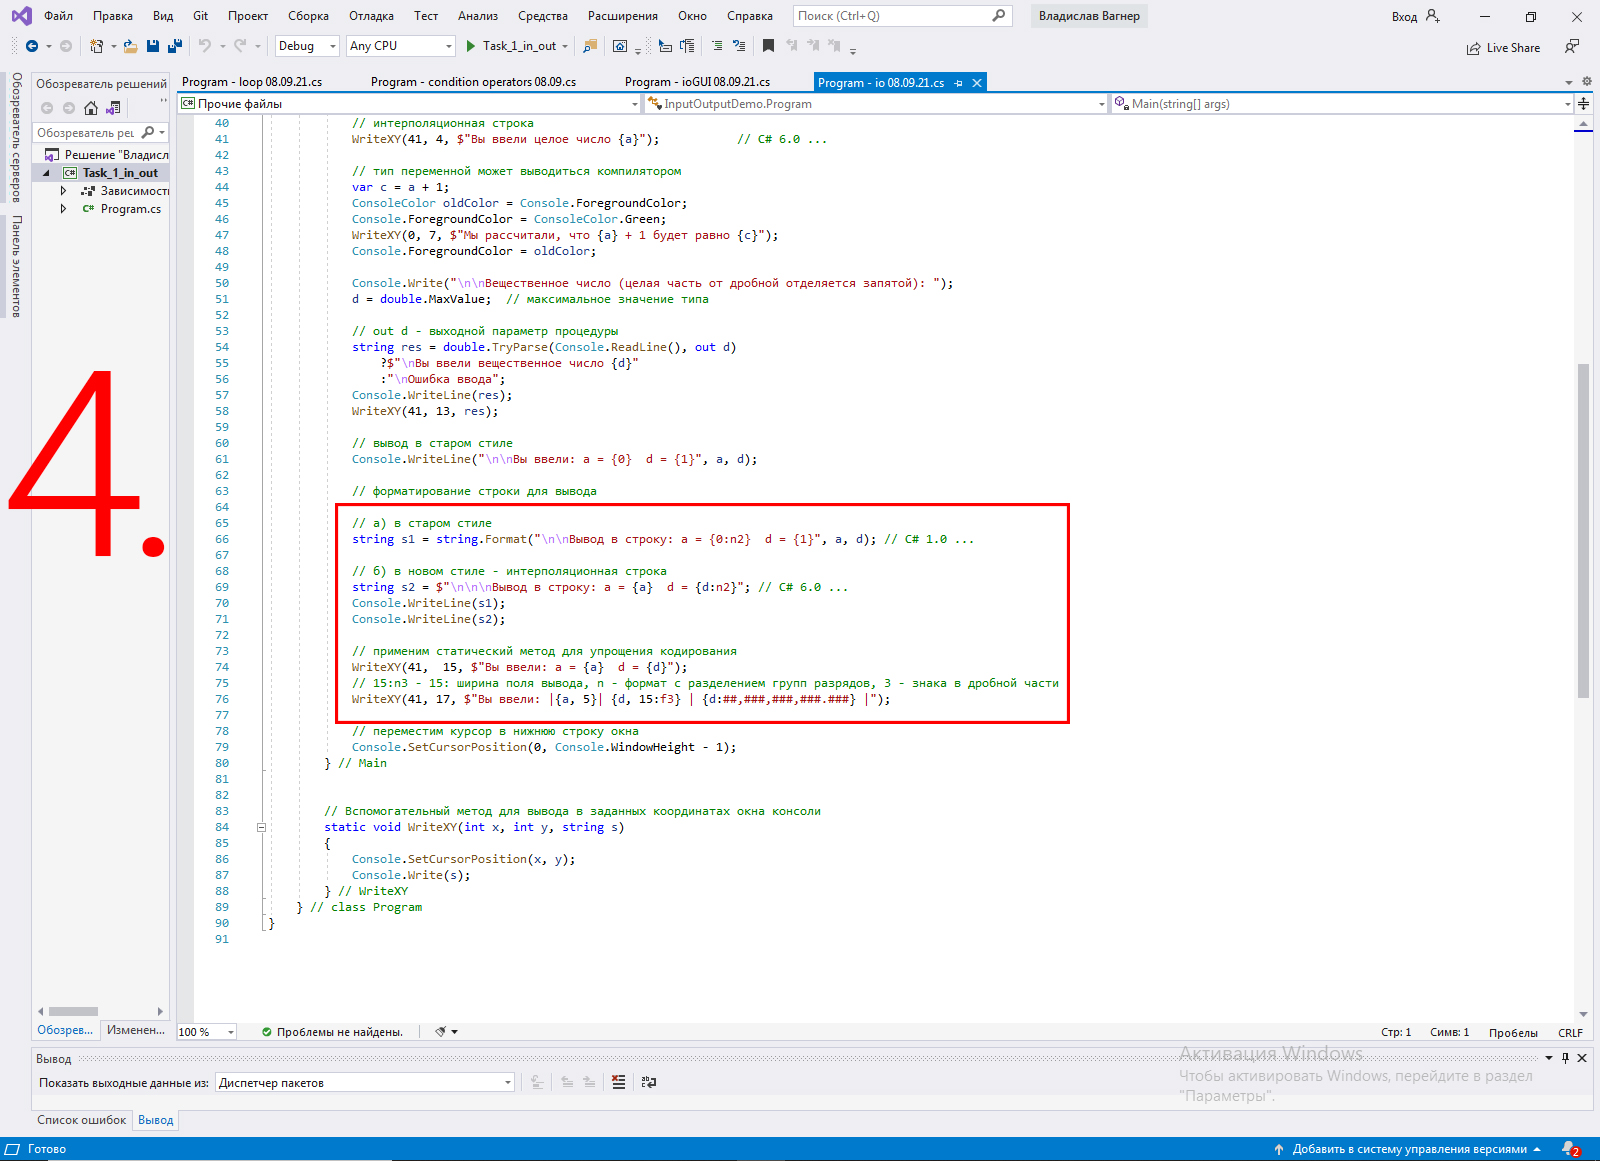 Файл Правка Вид Git Проект Сборка Отладка Тест Анализ Средства Расширения Окно Справка Поиск (Ctrl+Q) Владислав Вагнер Вход
Debug Any CPU Task_1_in_out Live Share
Обозреватель серверов
Панель элементов
Обозреватель решений
Обозреватель реш
Решение "Владисл
Task_1_in_out
Зависимості
Program.cs
Обозрев... Изменен...
4.
Program - loop 08.09.21.cs Program - condition operators 08.09.cs Program - ioGUI 08.09.21.cs Program - io 08.09.21.cs
C# Прочие файлы InputOutputDemo.Program Main(string[] args)
40 // интерполяционная строка
41 WriteXY(41, 4, $"Вы ввели целое число {a}"); // C# 6.0 ...
42
43 // тип переменной может выводиться компилятором
44 var c = a + 1;
45 ConsoleColor oldColor = Console.ForegroundColor;
46 Console.ForegroundColor = ConsoleColor.Green;
47 WriteXY(0, 7, $"Мы рассчитали, что {a} + 1 будет равно {c}");
48 Console.ForegroundColor = oldColor;
49
50 Console.Write("\n\nВещественное число (целая часть от дробной отделяется запятой): ");
51 d = double.MaxValue; // максимальное значение типа
52
53 // out d - выходной параметр процедуры
54 string res = double.TryParse(Console.ReadLine(), out d)
55 ?$"\nВы ввели вещественное число {d}"
56 :"\nОшибка ввода";
57 Console.WriteLine(res);
58 WriteXY(41, 13, res);
59
60 // вывод в старом стиле
61 Console.WriteLine("\n\nВы ввели: a = {0}  d = {1}", a, d);
62
63 // форматирование строки для вывода
64
65 // а) в старом стиле
66 string s1 = string.Format("\n\nВывод в строку: a = {0:n2}  d = {1}", a, d); // C# 1.0 ...
67
68 // б) в новом стиле - интерполяционная строка
69 string s2 = $"\n\n\nВывод в строку: a = {a}  d = {d:n2}"; // C# 6.0 ...
70 Console.WriteLine(s1);
71 Console.WriteLine(s2);
72
73 // применим статический метод для упрощения кодирования
74 WriteXY(41,  15, $"Вы ввели: a = {a}  d = {d}");
75 // 15:n3 - 15: ширина поля вывода, n - формат с разделением групп разрядов, 3 - знака в дробной части
76 WriteXY(41, 17, $"Вы ввели: |{a, 5}| {d, 15:f3} | {d:##,###,###,###.###} |");
77
78 // переместим курсор в нижнюю строку окна
79 Console.SetCursorPosition(0, Console.WindowHeight - 1);
80 } // Main
81
82
83 // Вспомогательный метод для вывода в заданных координатах окна консоли
84 static void WriteXY(int x, int y, string s)
85 {
86 Console.SetCursorPosition(x, y);
87 Console.Write(s);
88 } // WriteXY
89 } // class Program
90 }
91
100 % Проблемы не найдены. Стр: 1 Симв: 1 Пробелы CRLF
Вывод
Показать выходные данные из: Диспетчер пакетов
Активация Windows
Чтобы активировать Windows, перейдите в раздел
"Параметры".
Список ошибок Вывод
Готово Добавить в систему управления версиями 2